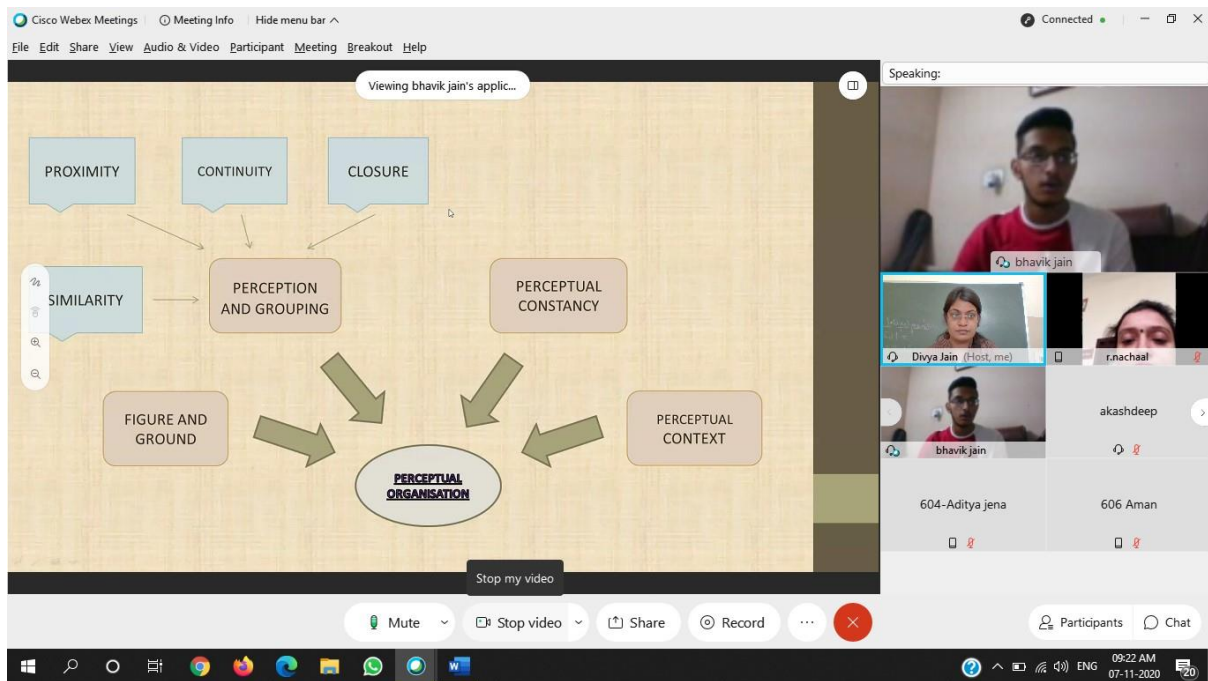 Cisco Webex Meetings
Meeting Info
Hide menu bar
Connected
File Edit Share View Audio & Video Participant Meeting Breakout Help
Viewing bhavik jain's applic...
Speaking:
PROXIMITY
CONTINUITY
CLOSURE
SIMILARITY
PERCEPTION
AND GROUPING
PERCEPTUAL
CONSTANCY
FIGURE AND
GROUND
PERCEPTUAL
CONTEXT
PERCEPTUAL
ORGANISATION
bhavik jain
Divya Jain (Host, me)
r.nachaal
bhavik jain
akashdeep
604-Aditya jena
606 Aman
Stop my video
Mute
Stop video
Share
Record
Participants
Chat
ENG
09:22 AM
07-11-2020
20